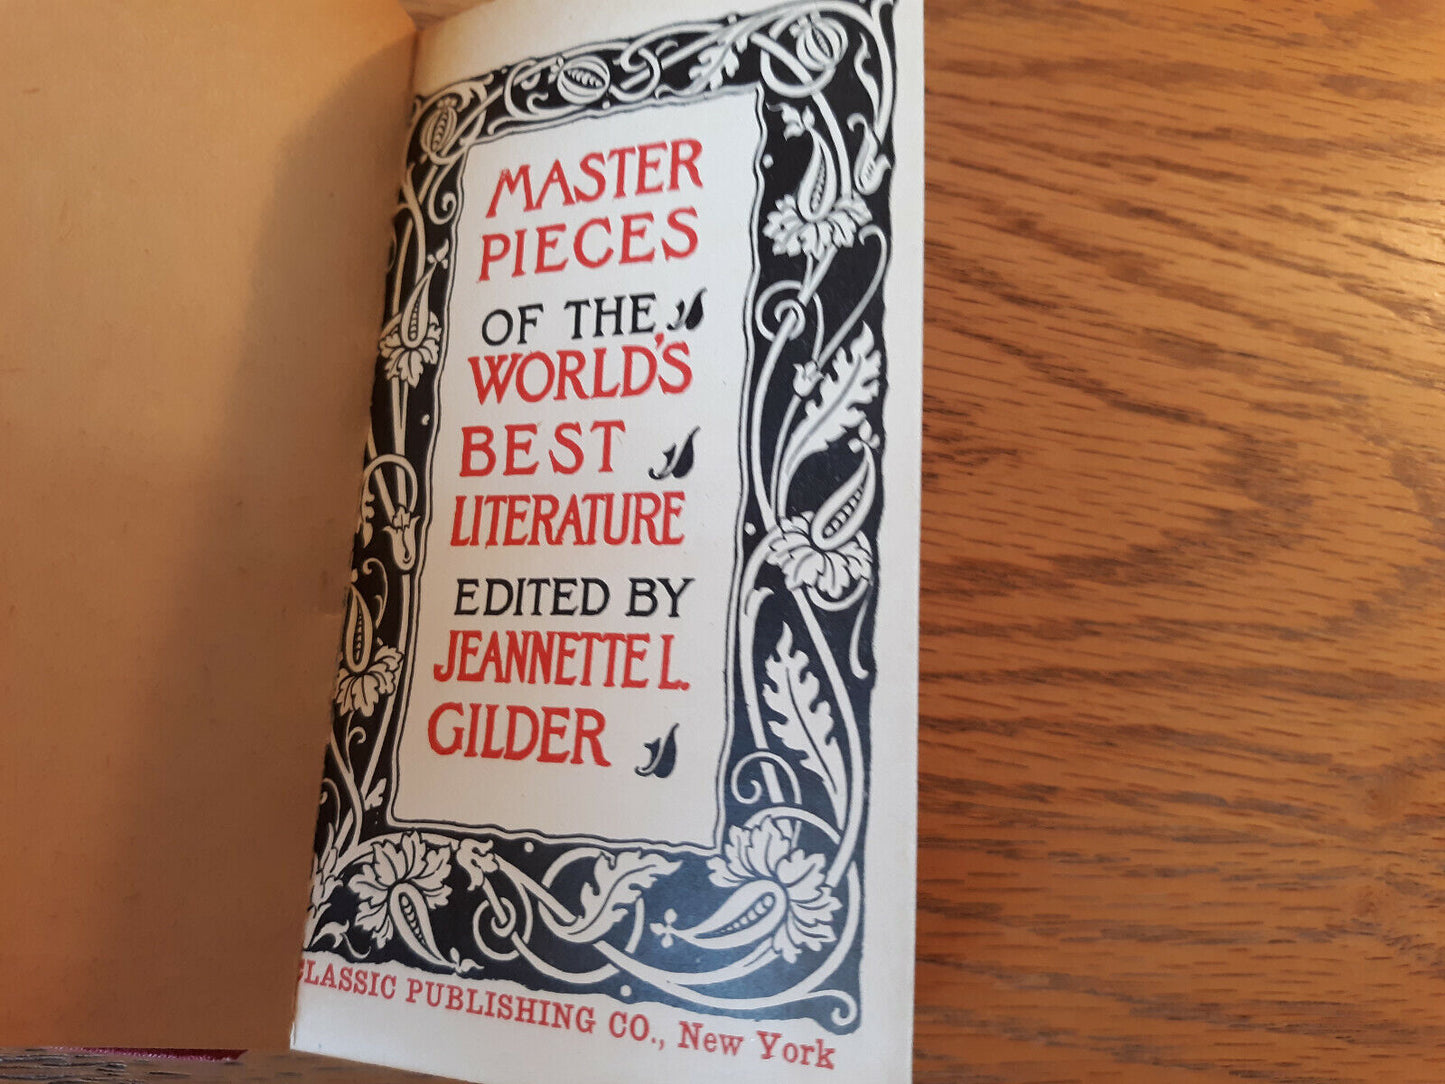 MASTER
PIECES
OF THE
WORLD'S
BEST
LITERATURE
EDITED BY
JEANNETTE L.
GILDER
CLASSIC PUBLISHING CO., New York